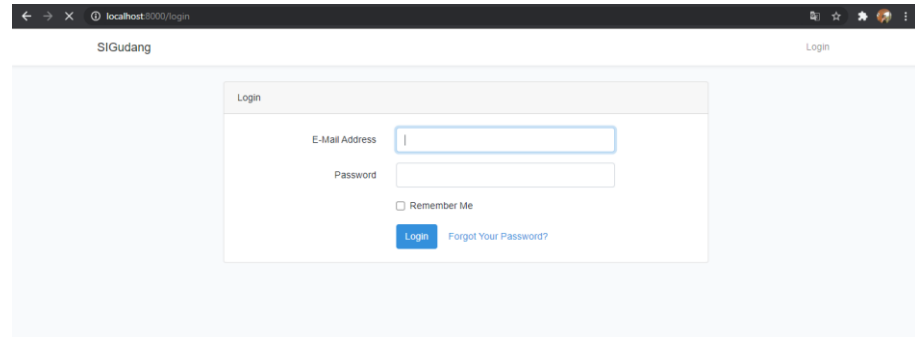 localhost:8000/login
SIGudang Login
Login
E-Mail Address
Password
Remember Me
Login Forgot Your Password?